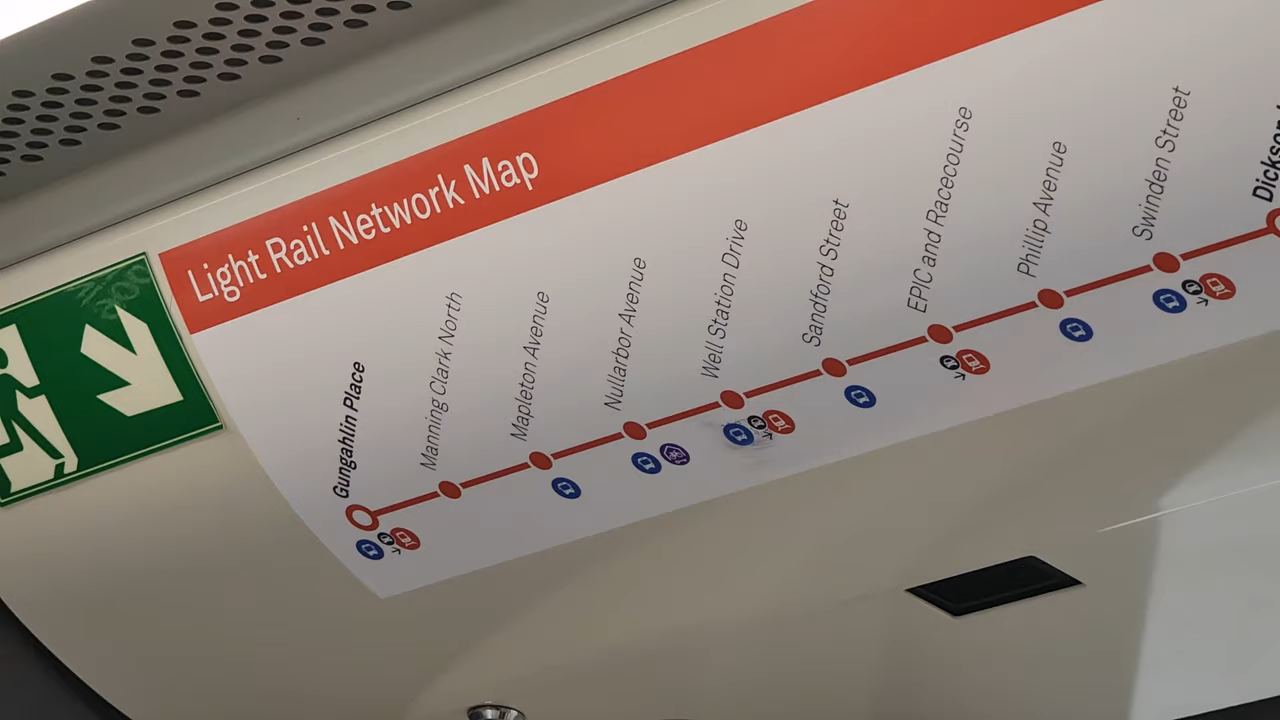 Light Rail Network Map
Gungahlin Place
Manning Clark North
Mapleton Avenue
Nullarbor Avenue
Well Station Drive
Sandford Street
EPIC and Racecourse
Phillip Avenue
Swinden Street